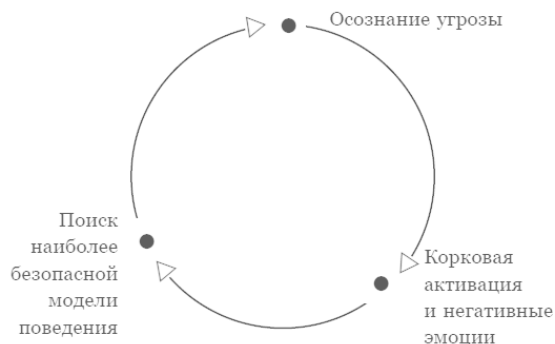 Осознание угрозы
Корковая
активация
и негативные
эмоции
Поиск
наиболее
безопасной
модели
поведения